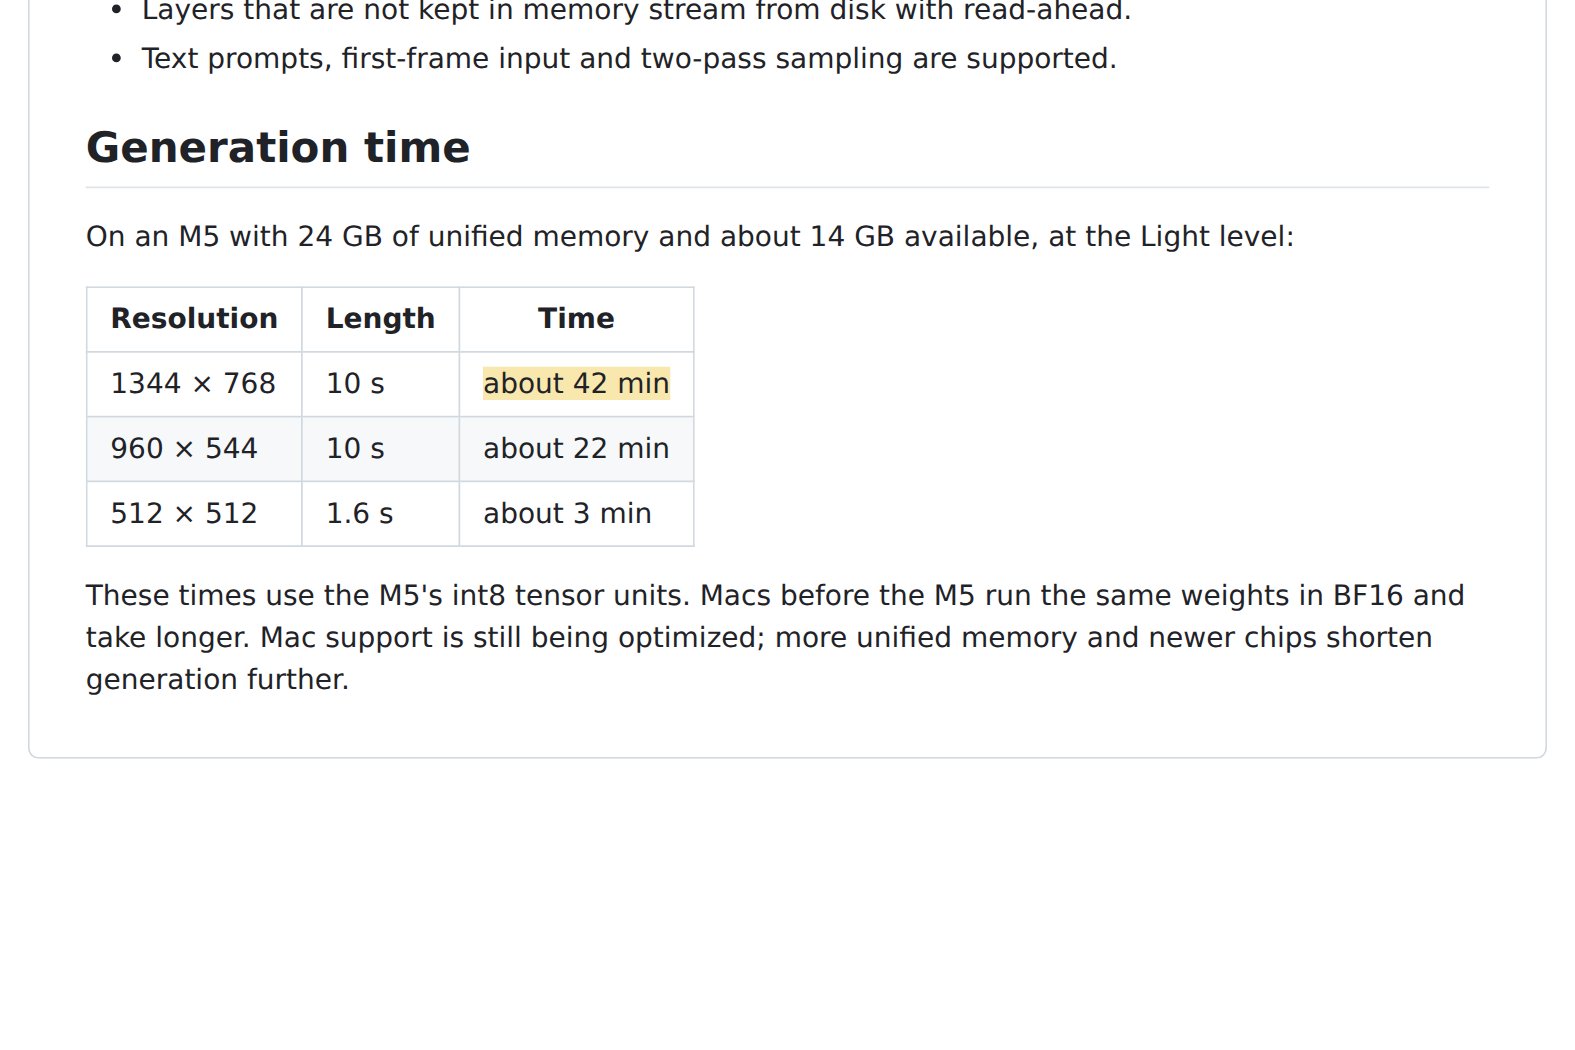 • Layers that are not kept in memory stream from disk with read-ahead.
• Text prompts, first-frame input and two-pass sampling are supported.
Generation time
On an M5 with 24 GB of unified memory and about 14 GB available, at the Light level:
Resolution Length Time
1344 × 768 10 s about 42 min
960 × 544 10 s about 22 min
512 × 512 1.6 s about 3 min
These times use the M5's int8 tensor units. Macs before the M5 run the same weights in BF16 and
take longer. Mac support is still being optimized; more unified memory and newer chips shorten
generation further.